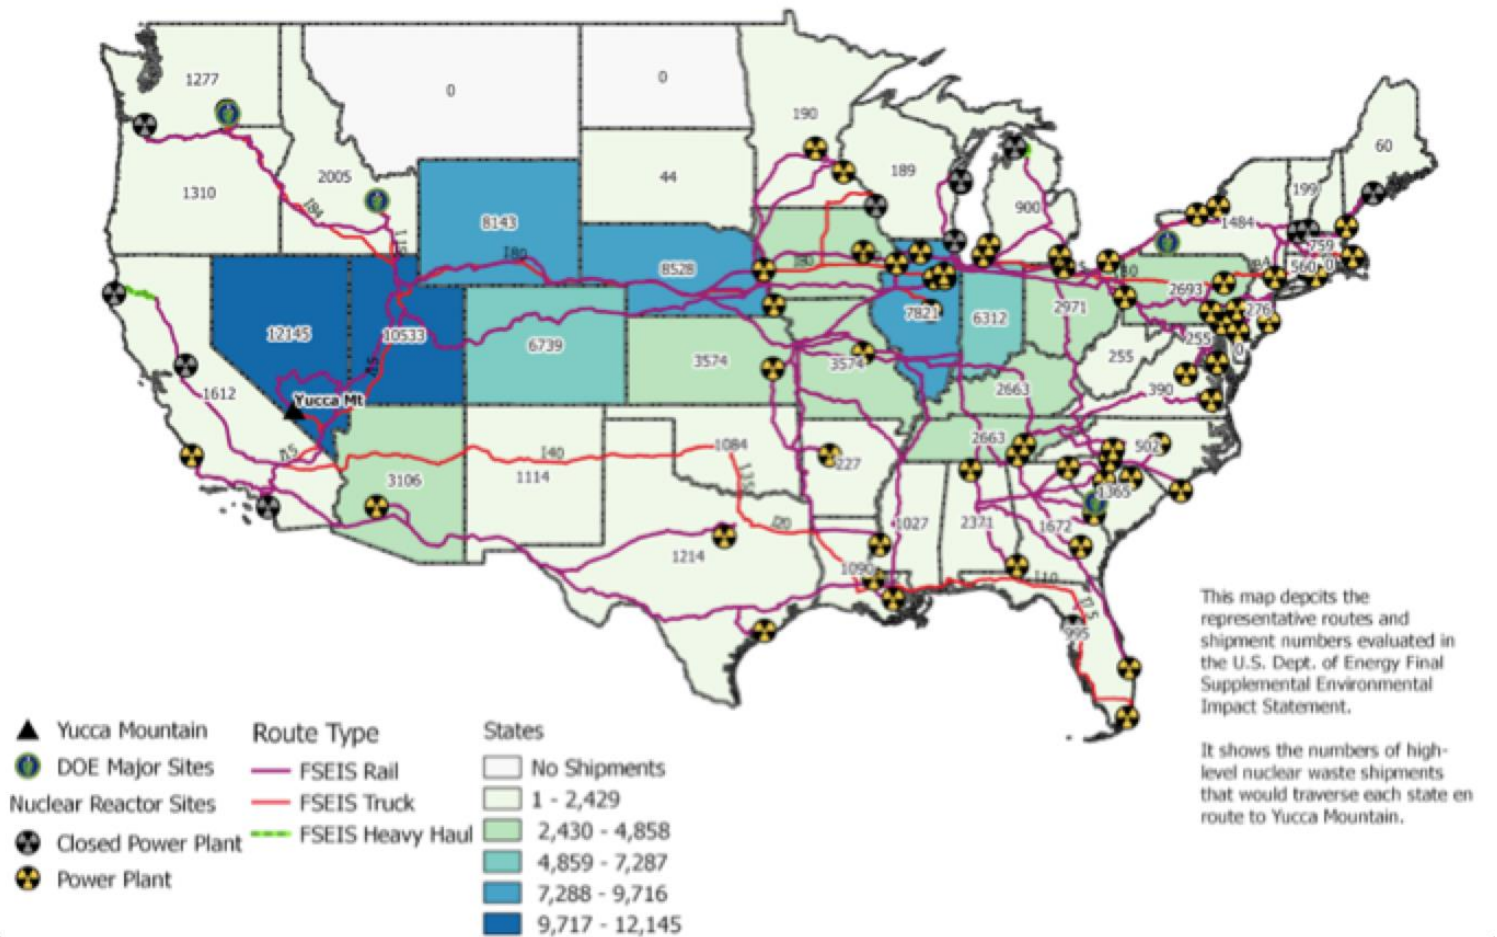 1277
0
0
190
60
1310
2005
44
189
199
I84
I15
8143
900
1484
759
I80
8528
I80
I84
560
0
80
2693
12145
10533
7821
6312
2971
276
6739
255
I15
3574
3574
255
0
1612
Yucca Mt
2663
390
2663
I15
I40
1084
502
3106
1114
I35
227
1365
I20
1027
2371
1672
1214
1090
I10
I75
995
This map depcits the
representative routes and
shipment numbers evaluated in
the U.S. Dept. of Energy Final
Supplemental Environmental
Impact Statement.
It shows the numbers of high-
level nuclear waste shipments
that would traverse each state en
route to Yucca Mountain.
Yucca Mountain
DOE Major Sites
Nuclear Reactor Sites
Closed Power Plant
Power Plant
Route Type
FSEIS Rail
FSEIS Truck
FSEIS Heavy Haul
States
No Shipments
1 - 2,429
2,430 - 4,858
4,859 - 7,287
7,288 - 9,716
9,717 - 12,145